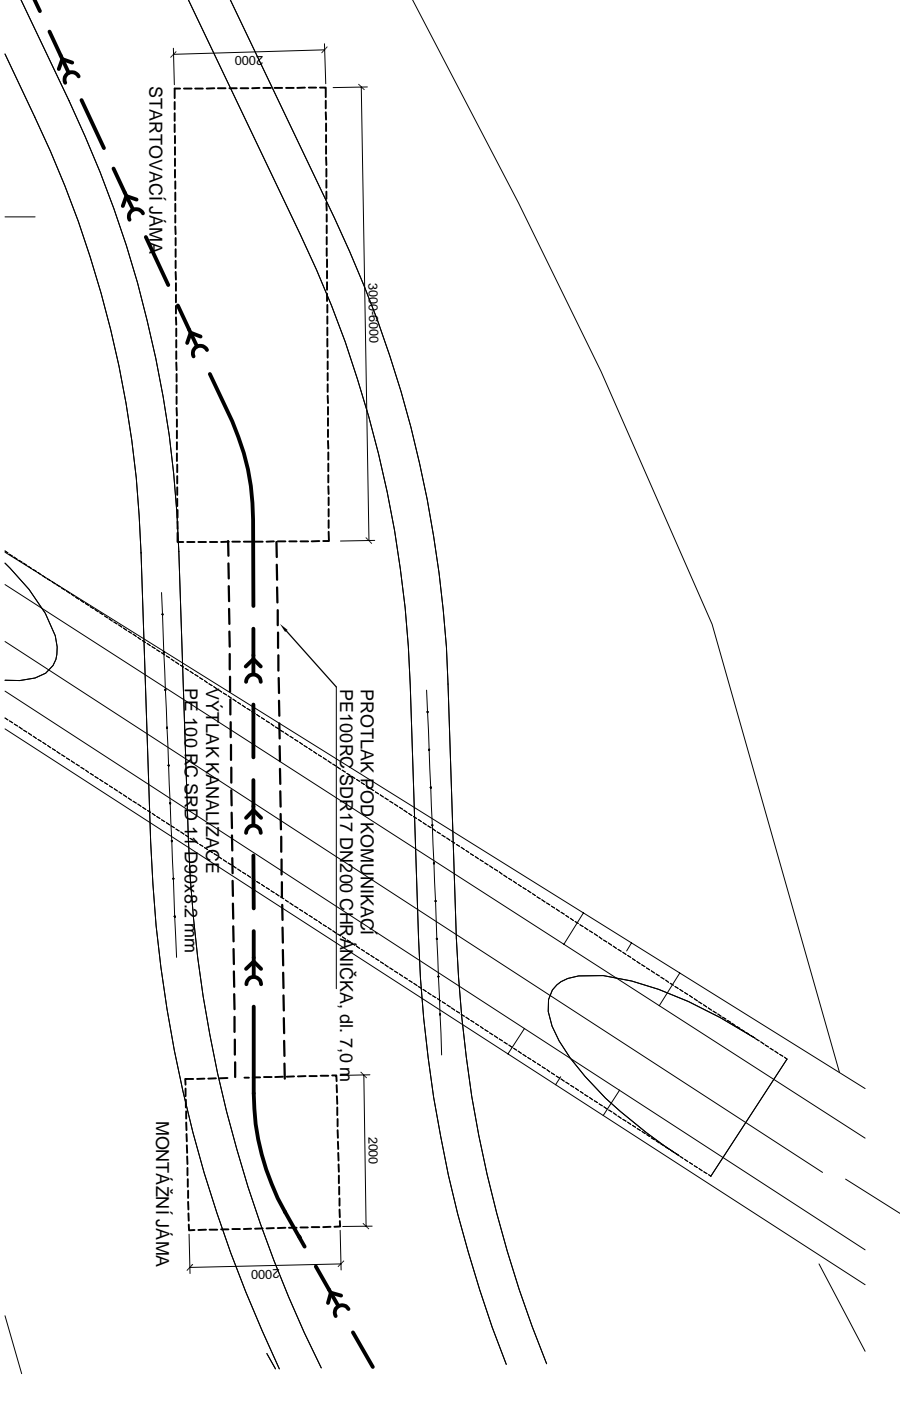 2000
STARTOVACÍ JÁMA
3000-6000
PROTLAK POD KOMUNIKACÍ
PE100RC SDR17 DN200 CHRÁNIČKA, dl. 7,0 m
VÝTLAK KANALIZACE
PE 100 RC SRD 11 D90x8.2 mm
MONTÁŽNÍ JÁMA
2000
2000